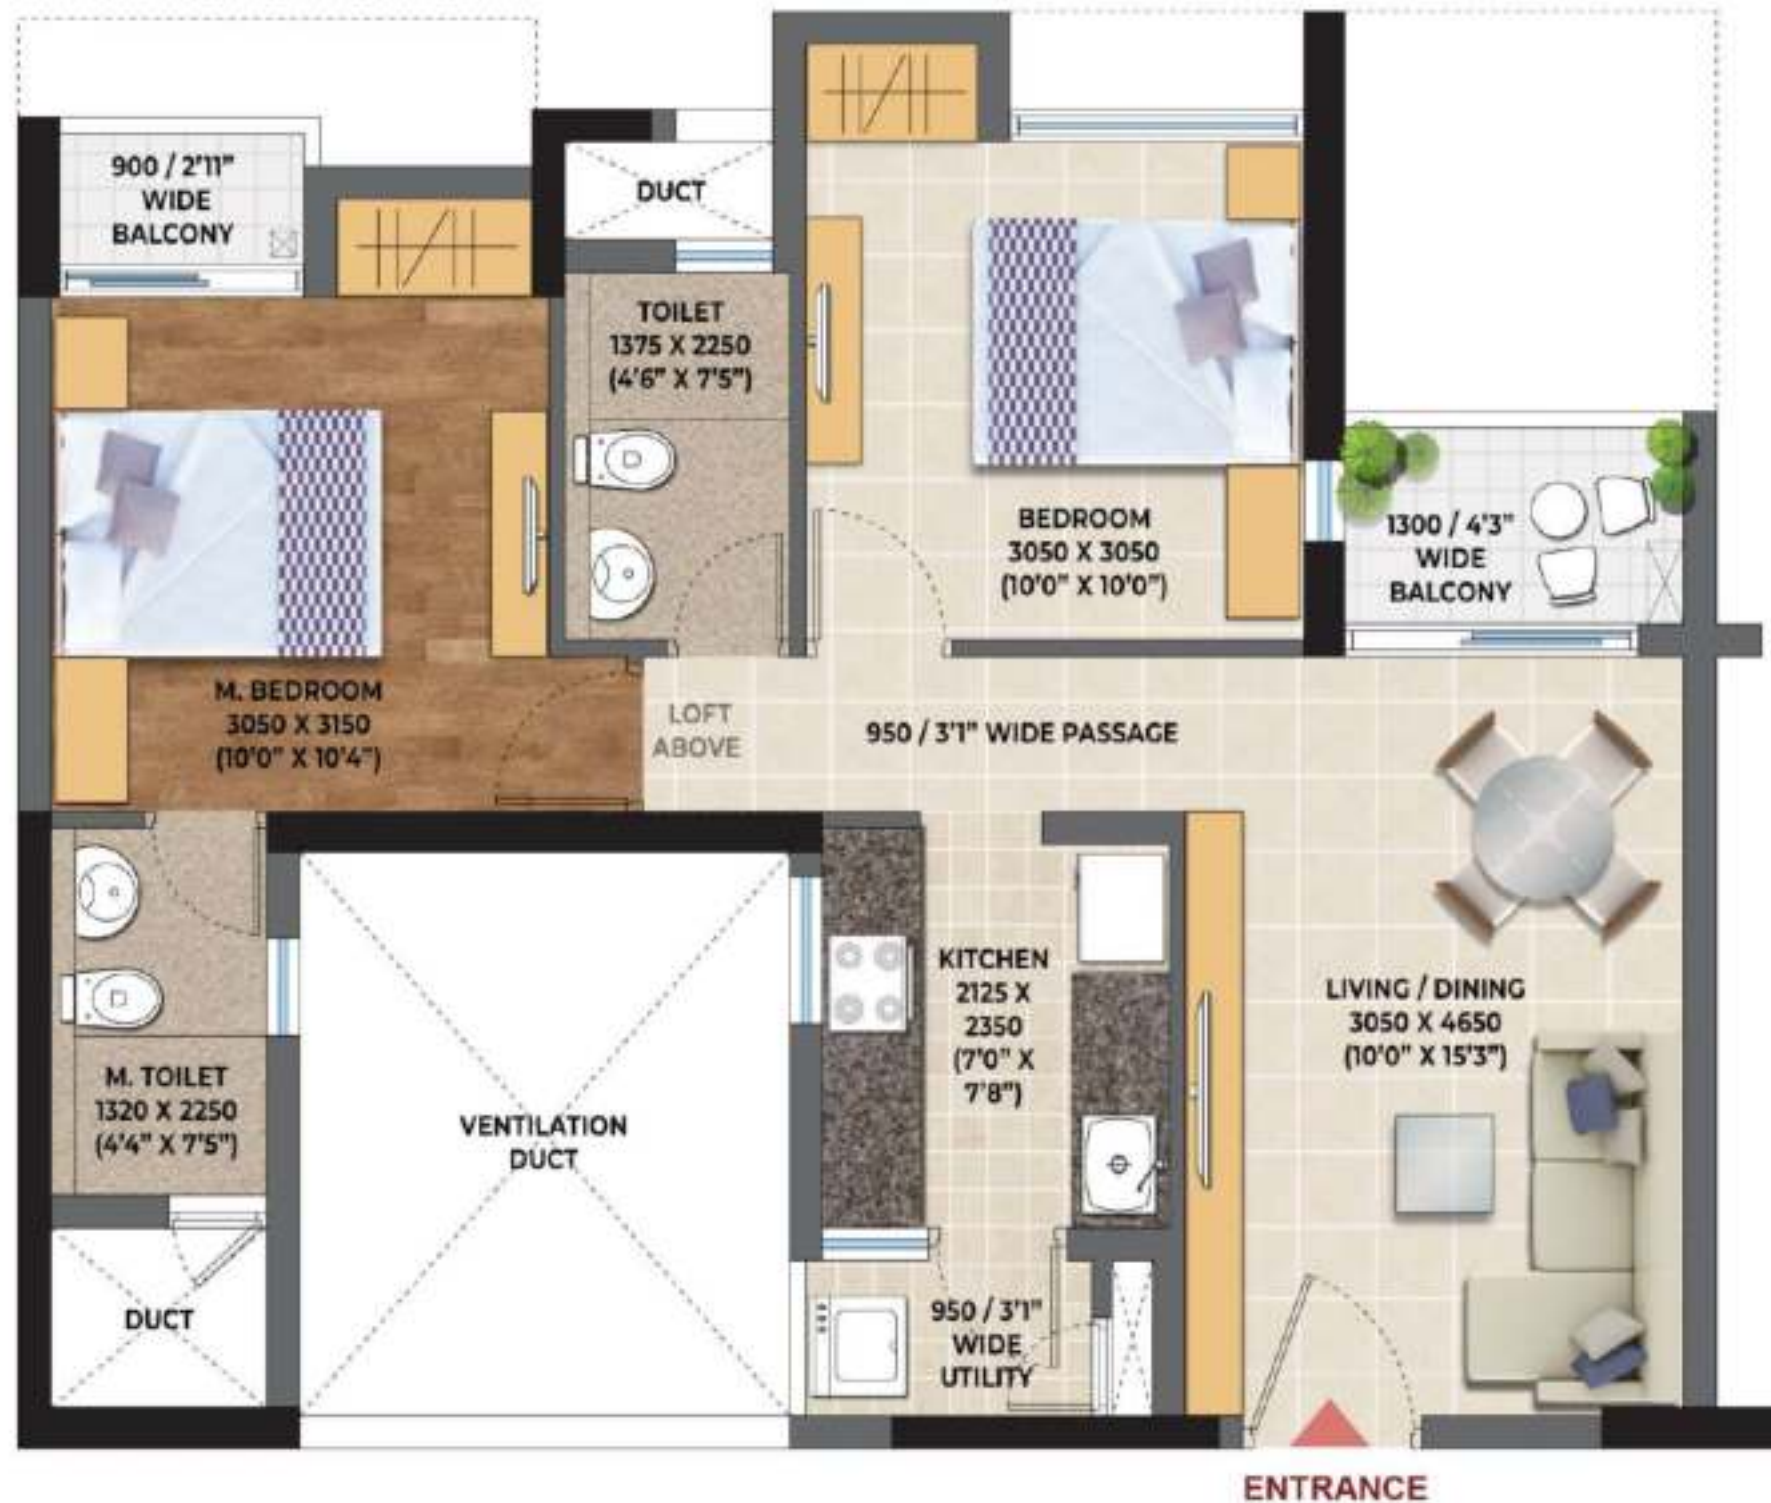 900 / 2'11"
WIDE
BALCONY
DUCT
TOILET
1375 X 2250
(4'6" X 7'5")
BEDROOM
3050 X 3050
(10'0" X 10'0")
1300 / 4'3"
WIDE
BALCONY
M. BEDROOM
3050 X 3150
(10'0" X 10'4")
LOFT
ABOVE
950 / 3'1" WIDE PASSAGE
KITCHEN
2125 X
2350
(7'0" X
7'8")
LIVING / DINING
3050 X 4650
(10'0" X 15'3")
M. TOILET
1320 X 2250
(4'4" X 7'5")
VENTILATION
DUCT
DUCT
950 / 3'1"
WIDE
UTILITY
ENTRANCE